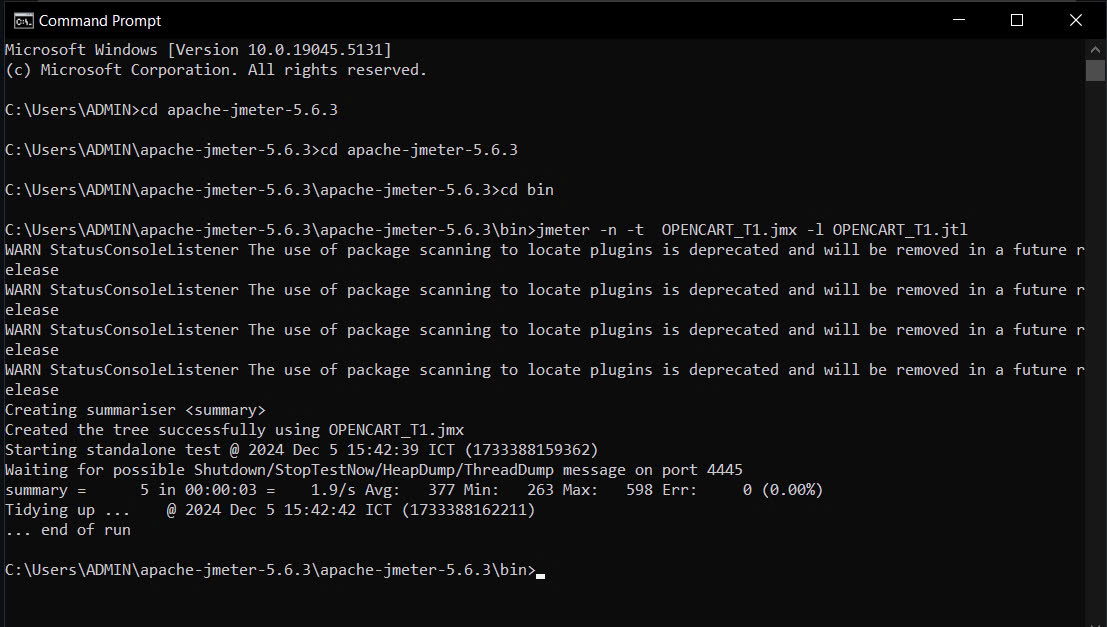 Command Prompt
Microsoft Windows [Version 10.0.19045.5131]
(c) Microsoft Corporation. All rights reserved.
C:\Users\ADMIN>cd apache-jmeter-5.6.3
C:\Users\ADMIN\apache-jmeter-5.6.3>cd apache-jmeter-5.6.3
C:\Users\ADMIN\apache-jmeter-5.6.3\apache-jmeter-5.6.3>cd bin
C:\Users\ADMIN\apache-jmeter-5.6.3\apache-jmeter-5.6.3\bin>jmeter -n -t  OPENCART_T1.jmx -l OPENCART_T1.jtl
WARN StatusConsoleListener The use of package scanning to locate plugins is deprecated and will be removed in a future r
elease
WARN StatusConsoleListener The use of package scanning to locate plugins is deprecated and will be removed in a future r
elease
WARN StatusConsoleListener The use of package scanning to locate plugins is deprecated and will be removed in a future r
elease
WARN StatusConsoleListener The use of package scanning to locate plugins is deprecated and will be removed in a future r
elease
Creating summariser <summary>
Created the tree successfully using OPENCART_T1.jmx
Starting standalone test @ 2024 Dec 5 15:42:39 ICT (1733388159362)
Waiting for possible Shutdown/StopTestNow/HeapDump/ThreadDump message on port 4445
summary =      5 in 00:00:03 =    1.9/s Avg:   377 Min:   263 Max:   598 Err:     0 (0.00%)
Tidying up ...    @ 2024 Dec 5 15:42:42 ICT (1733388162211)
... end of run
C:\Users\ADMIN\apache-jmeter-5.6.3\apache-jmeter-5.6.3\bin>